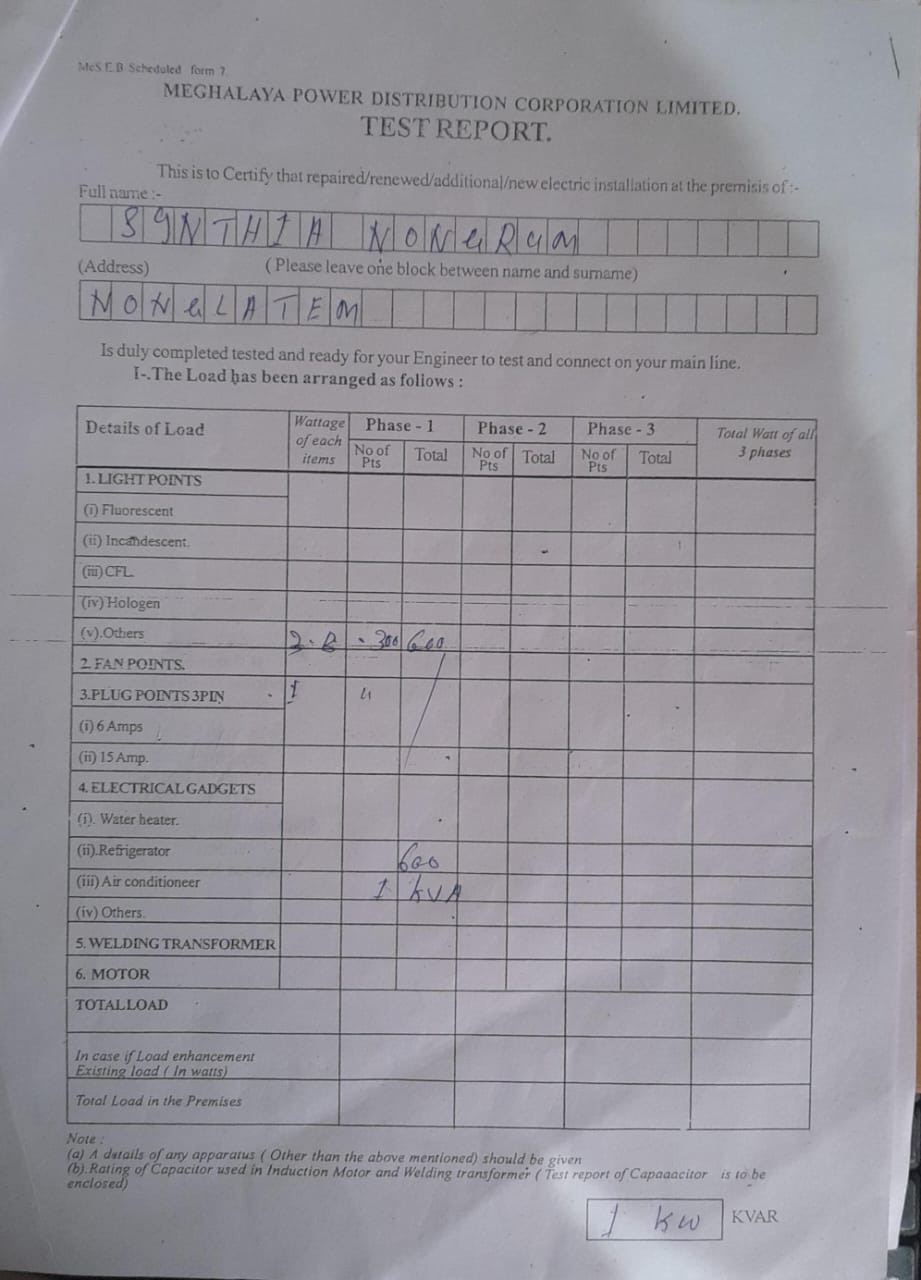 MeS E.B Scheduled form 7.
MEGHALAYA POWER DISTRIBUTION CORPORATION LIMITED.
TEST REPORT.
This is to Certify that repaired/renewed/additional/new electric installation at the premisis of :-
Full name :-
SYNTHIA NONGRUM
(Address) ( Please leave one block between name and surname)
NONGLATEM
Is duly completed tested and ready for your Engineer to test and connect on your main line.
I-.The Load has been arranged as follows :
Details of Load Wattage of each items Phase - 1 Phase - 2 Phase - 3 Total Watt of all 3 phases
No of Pts Total No of Pts Total No of Pts Total
1. LIGHT POINTS
(i) Fluorescent
(ii) Incandescent.
(iii) CFL.
(iv) Hologen
(v).Others 300 600
2. FAN POINTS.
3.PLUG POINTS 3PIN
(i) 6 Amps
(ii) 15 Amp.
4. ELECTRICAL GADGETS
(i). Water heater.
(ii).Refrigerator 600
(iii) Air conditioneer 1 KVA
(iv) Others.
5. WELDING TRANSFORMER
6. MOTOR
TOTAL LOAD
In case if Load enhancement
Existing load ( In watts)
Total Load in the Premises
Note :
(a) A details of any apparatus ( Other than the above mentioned) should be given
(b).Rating of Capacitor used in Induction Motor and Welding transformer ( Test report of Capaaacitor is to be
enclosed)
1 KW KVAR